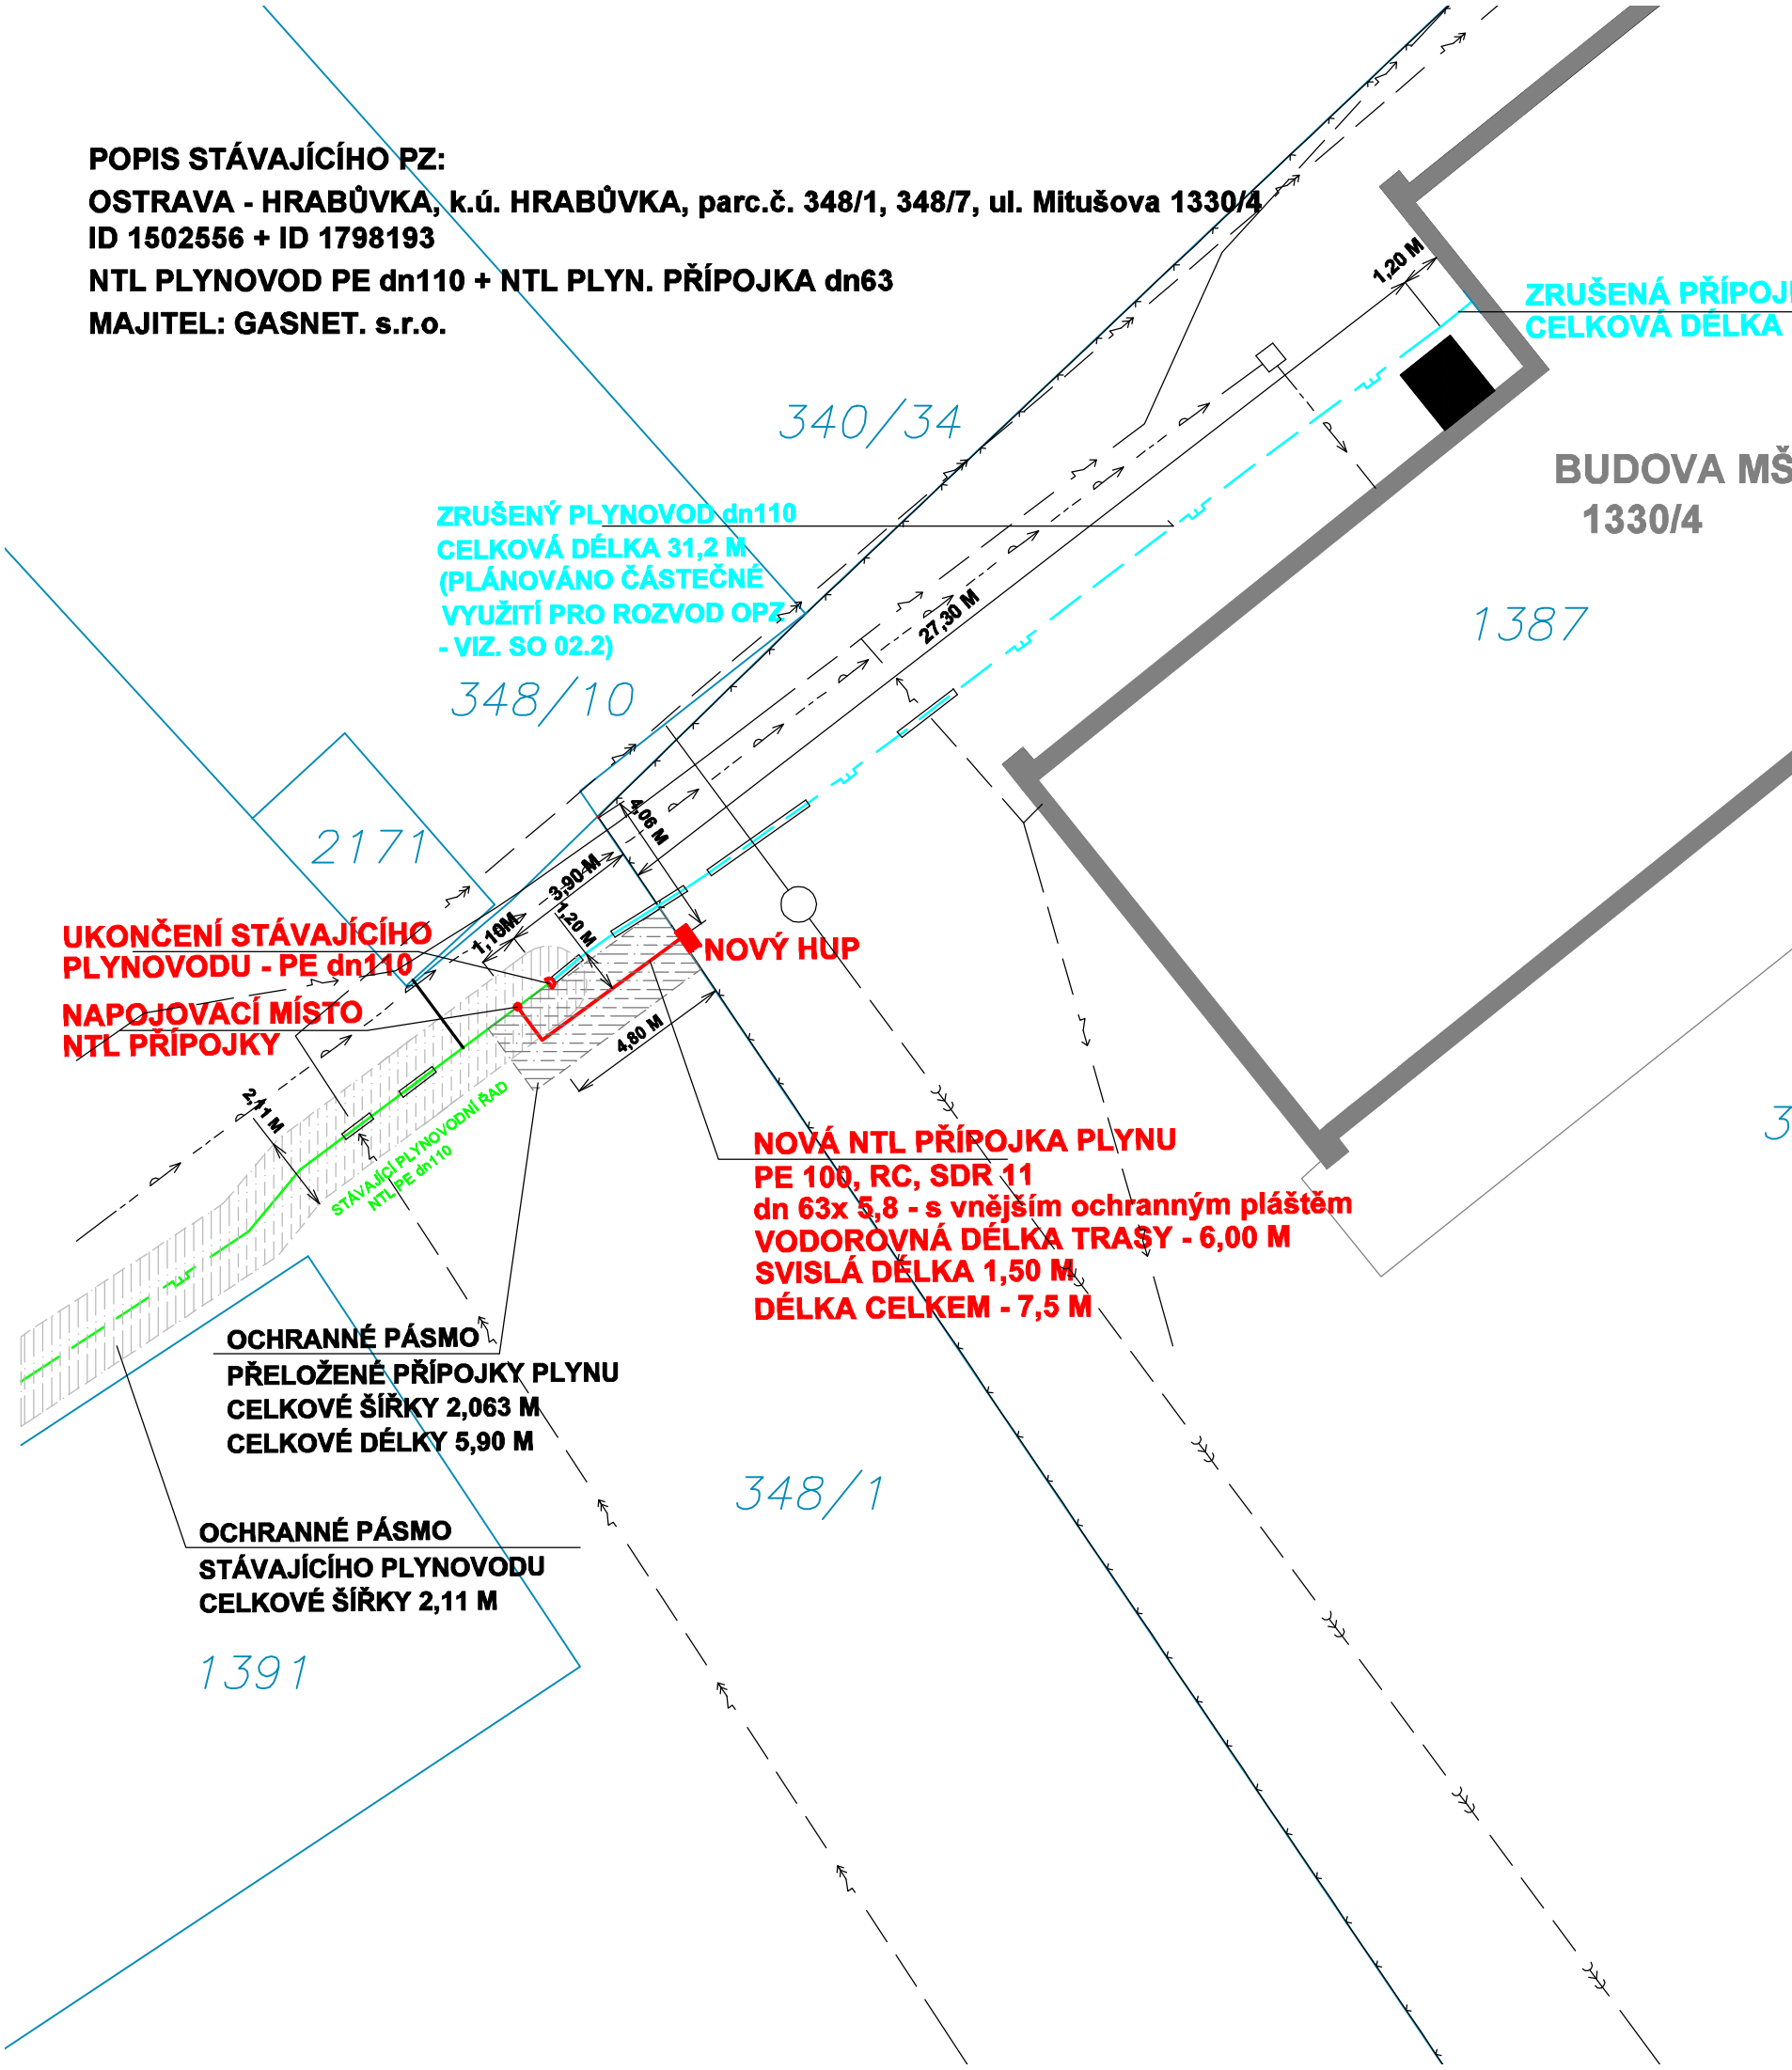 POPIS STÁVAJÍCÍHO PZ:
OSTRAVA - HRABŮVKA, k.ú. HRABŮVKA, parc.č. 348/1, 348/7, ul. Mitušova 1330/4
ID 1502556 + ID 1798193
NTL PLYNOVOD PE dn110 + NTL PLYN. PŘÍPOJKA dn63
MAJITEL: GASNET. s.r.o.
1,20 M
ZRUŠENÁ
CELKOVÁ DÉLKA
340/34
BUDOVA MŠ
1330/4
ZRUŠENÝ PLYNOVOD dn110
CELKOVÁ DÉLKA 31,2 M
(PLÁNOVÁNO ČÁSTEČNÉ
VYUŽITÍ PRO ROZVOD OPZ
- VIZ. SO 02.2)
27,30 M
1387
348/10
2171
4,06 M
3,90 M
1,20 M
1,10M
UKONČENÍ STÁVAJÍCÍHO
PLYNOVODU - PE dn110
NOVÝ HUP
NAPOJOVACÍ MÍSTO
NTL PŘÍPOJKY
4,80 M
2,11 M
STÁVAJÍCÍ PLYNOVODNÍ ŘAD
NTL PE dn110
3
NOVÁ NTL PŘÍPOJKA PLYNU
PE 100, RC, SDR 11
dn 63x 5,8 - s vnějším ochranným pláštěm
VODOROVNÁ DÉLKA TRASY - 6,00 M
SVISLÁ DÉLKA 1,50 M
DÉLKA CELKEM - 7,5 M
OCHRANNÉ PÁSMO
PŘELOŽENÉ PŘÍPOJKY PLYNU
CELKOVÉ ŠÍŘKY 2,063 M
CELKOVÉ DÉLKY 5,90 M
348/1
OCHRANNÉ PÁSMO
STÁVAJÍCÍHO PLYNOVODU
CELKOVÉ ŠÍŘKY 2,11 M
1391